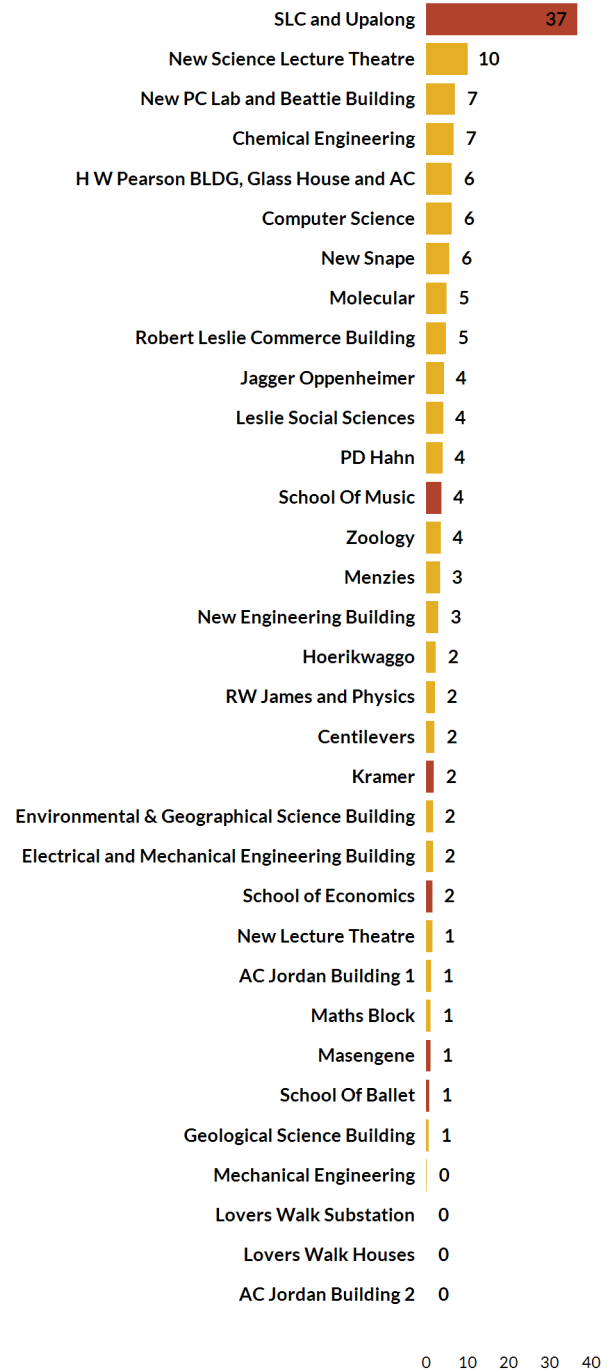 SLC and Upalong 37
New Science Lecture Theatre 10
New PC Lab and Beattie Building 7
Chemical Engineering 7
H W Pearson BLDG, Glass House and AC 6
Computer Science 6
New Snape 6
Molecular 5
Robert Leslie Commerce Building 5
Jagger Oppenheimer 4
Leslie Social Sciences 4
PD Hahn 4
School Of Music 4
Zoology 4
Menzies 3
New Engineering Building 3
Hoerikwaggo 2
RW James and Physics 2
Centilevers 2
Kramer 2
Environmental & Geographical Science Building 2
Electrical and Mechanical Engineering Building 2
School of Economics 2
New Lecture Theatre 1
AC Jordan Building 1 1
Maths Block 1
Masengene 1
School Of Ballet 1
Geological Science Building 1
Mechanical Engineering 0
Lovers Walk Substation 0
Lovers Walk Houses 0
AC Jordan Building 2 0
0 10 20 30 40